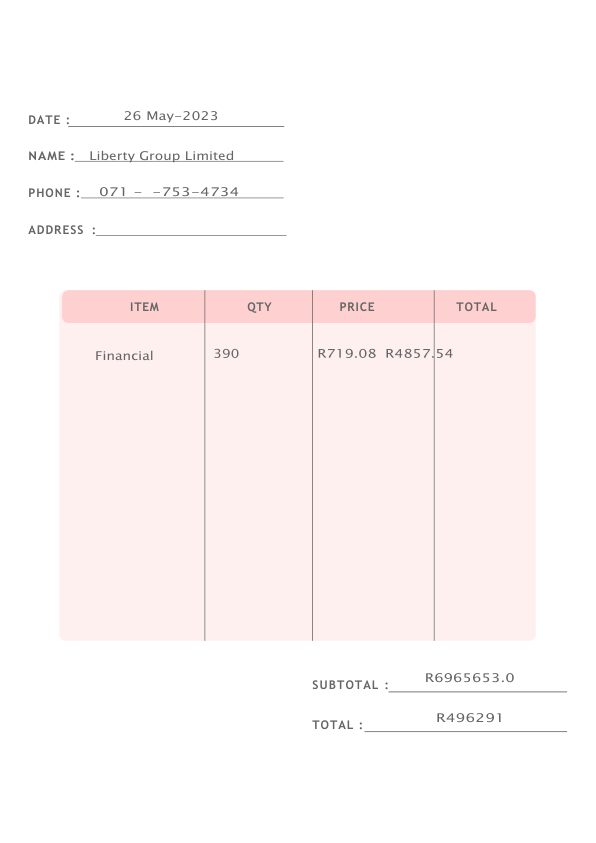 DATE : 26 May-2023
NAME : Liberty Group Limited
PHONE : 071 - -753-4734
ADDRESS :
ITEM QTY PRICE TOTAL
Financial 390 R719.08 R4857.54
SUBTOTAL : R6965653.0
TOTAL : R496291